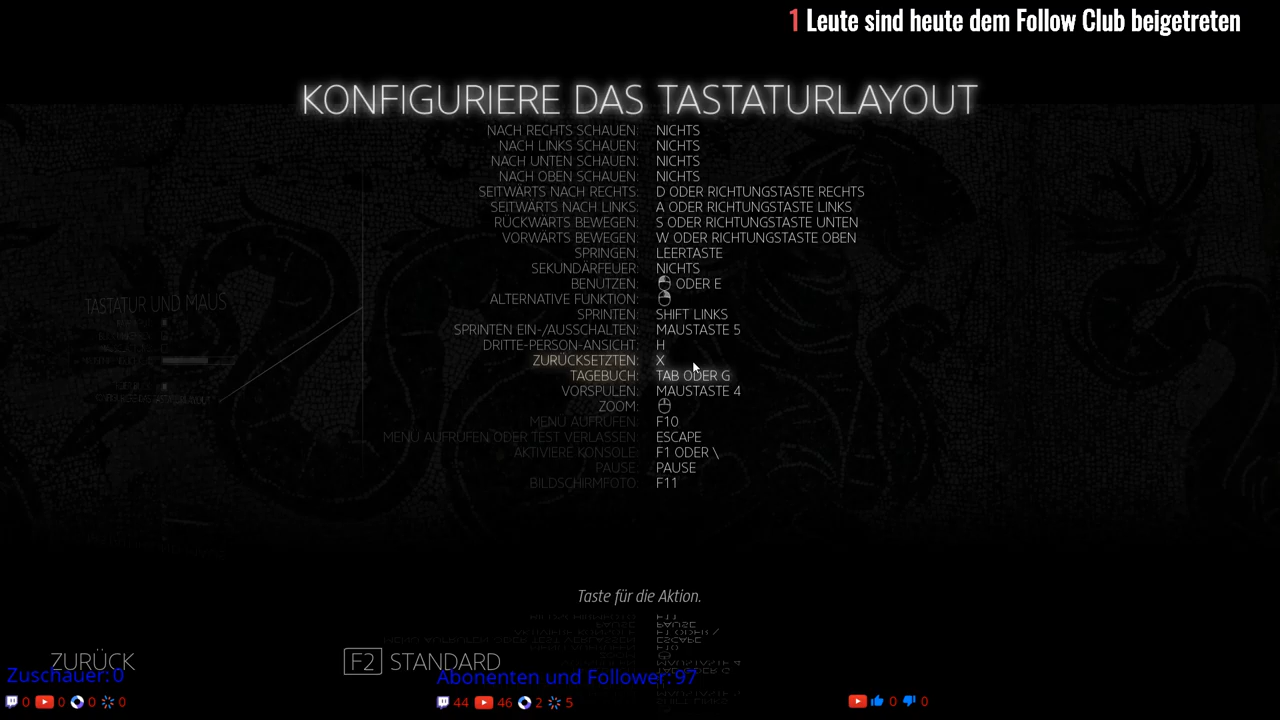 1 Leute sind heute dem Follow Club beigetreten
KONFIGURIERE DAS TASTATURLAYOUT
NACH RECHTS SCHAUEN: NICHTS
NACH LINKS SCHAUEN: NICHTS
NACH UNTEN SCHAUEN: NICHTS
NACH OBEN SCHAUEN: NICHTS
SEITWÄRTS NACH RECHTS: D ODER RICHTUNGSTASTE RECHTS
SEITWÄRTS NACH LINKS: A ODER RICHTUNGSTASTE LINKS
RÜCKWÄRTS BEWEGEN: S ODER RICHTUNGSTASTE UNTEN
VORWÄRTS BEWEGEN: W ODER RICHTUNGSTASTE OBEN
SPRINGEN: LEERTASTE
SEKUNDÄRFEUER: NICHTS
BENUTZEN: ODER E
ALTERNATIVE FUNKTION:
TASTATUR UND MAUS
SPRINTEN: SHIFT LINKS
SPRINTEN EIN-/AUSSCHALTEN: MAUSTASTE 5
DRITTE-PERSON-ANSICHT: H
ZURÜCKSETZTEN: X
TAGEBUCH: TAB ODER G
VORSPULEN: MAUSTASTE 4
ZOOM:
MENÜ AUFRUFEN: F10
MENÜ AUFRUFEN ODER TEST VERLASSEN: ESCAPE
AKTIVIERE KONSOLE: F1 ODER \
PAUSE: PAUSE
BILDSCHIRMFOTO: F11
Taste für die Aktion.
ZURÜCK F2 STANDARD
Zuschauer: 0 Abonenten und Follower: 97
0 0 0 0 44 46 2 5 0 0